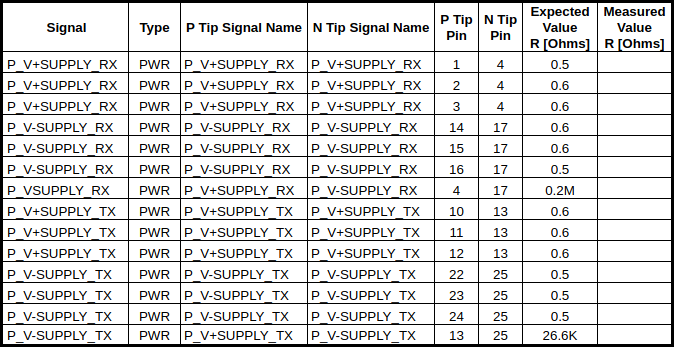 Signal Type P Tip Signal Name N Tip Signal Name P Tip Pin N Tip Pin Expected Value R [Ohms] Measured Value R [Ohms]
P_V+SUPPLY_RX PWR P_V+SUPPLY_RX P_V+SUPPLY_RX 1 4 0.5
P_V+SUPPLY_RX PWR P_V+SUPPLY_RX P_V+SUPPLY_RX 2 4 0.6
P_V+SUPPLY_RX PWR P_V+SUPPLY_RX P_V+SUPPLY_RX 3 4 0.6
P_V-SUPPLY_RX PWR P_V-SUPPLY_RX P_V-SUPPLY_RX 14 17 0.6
P_V-SUPPLY_RX PWR P_V-SUPPLY_RX P_V-SUPPLY_RX 15 17 0.6
P_V-SUPPLY_RX PWR P_V-SUPPLY_RX P_V-SUPPLY_RX 16 17 0.5
P_VSUPPLY_RX PWR P_V+SUPPLY_RX P_V-SUPPLY_RX 4 17 0.2M
P_V+SUPPLY_TX PWR P_V+SUPPLY_TX P_V+SUPPLY_TX 10 13 0.6
P_V+SUPPLY_TX PWR P_V+SUPPLY_TX P_V+SUPPLY_TX 11 13 0.6
P_V+SUPPLY_TX PWR P_V+SUPPLY_TX P_V+SUPPLY_TX 12 13 0.6
P_V-SUPPLY_TX PWR P_V-SUPPLY_TX P_V-SUPPLY_TX 22 25 0.5
P_V-SUPPLY_TX PWR P_V-SUPPLY_TX P_V-SUPPLY_TX 23 25 0.5
P_V-SUPPLY_TX PWR P_V-SUPPLY_TX P_V-SUPPLY_TX 24 25 0.5
P_V-SUPPLY_TX PWR P_V+SUPPLY_TX P_V-SUPPLY_TX 13 25 26.6K